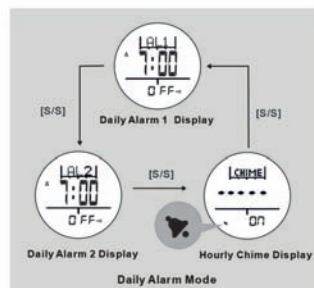 AL1
A 7:00
OFF
Daily Alarm 1 Display
[S/S]
[S/S]
AL2
A 7:00
OFF
[S/S]
CHIME
-----
ON
Daily Alarm 2 Display
Hourly Chime Display
Daily Alarm Mode